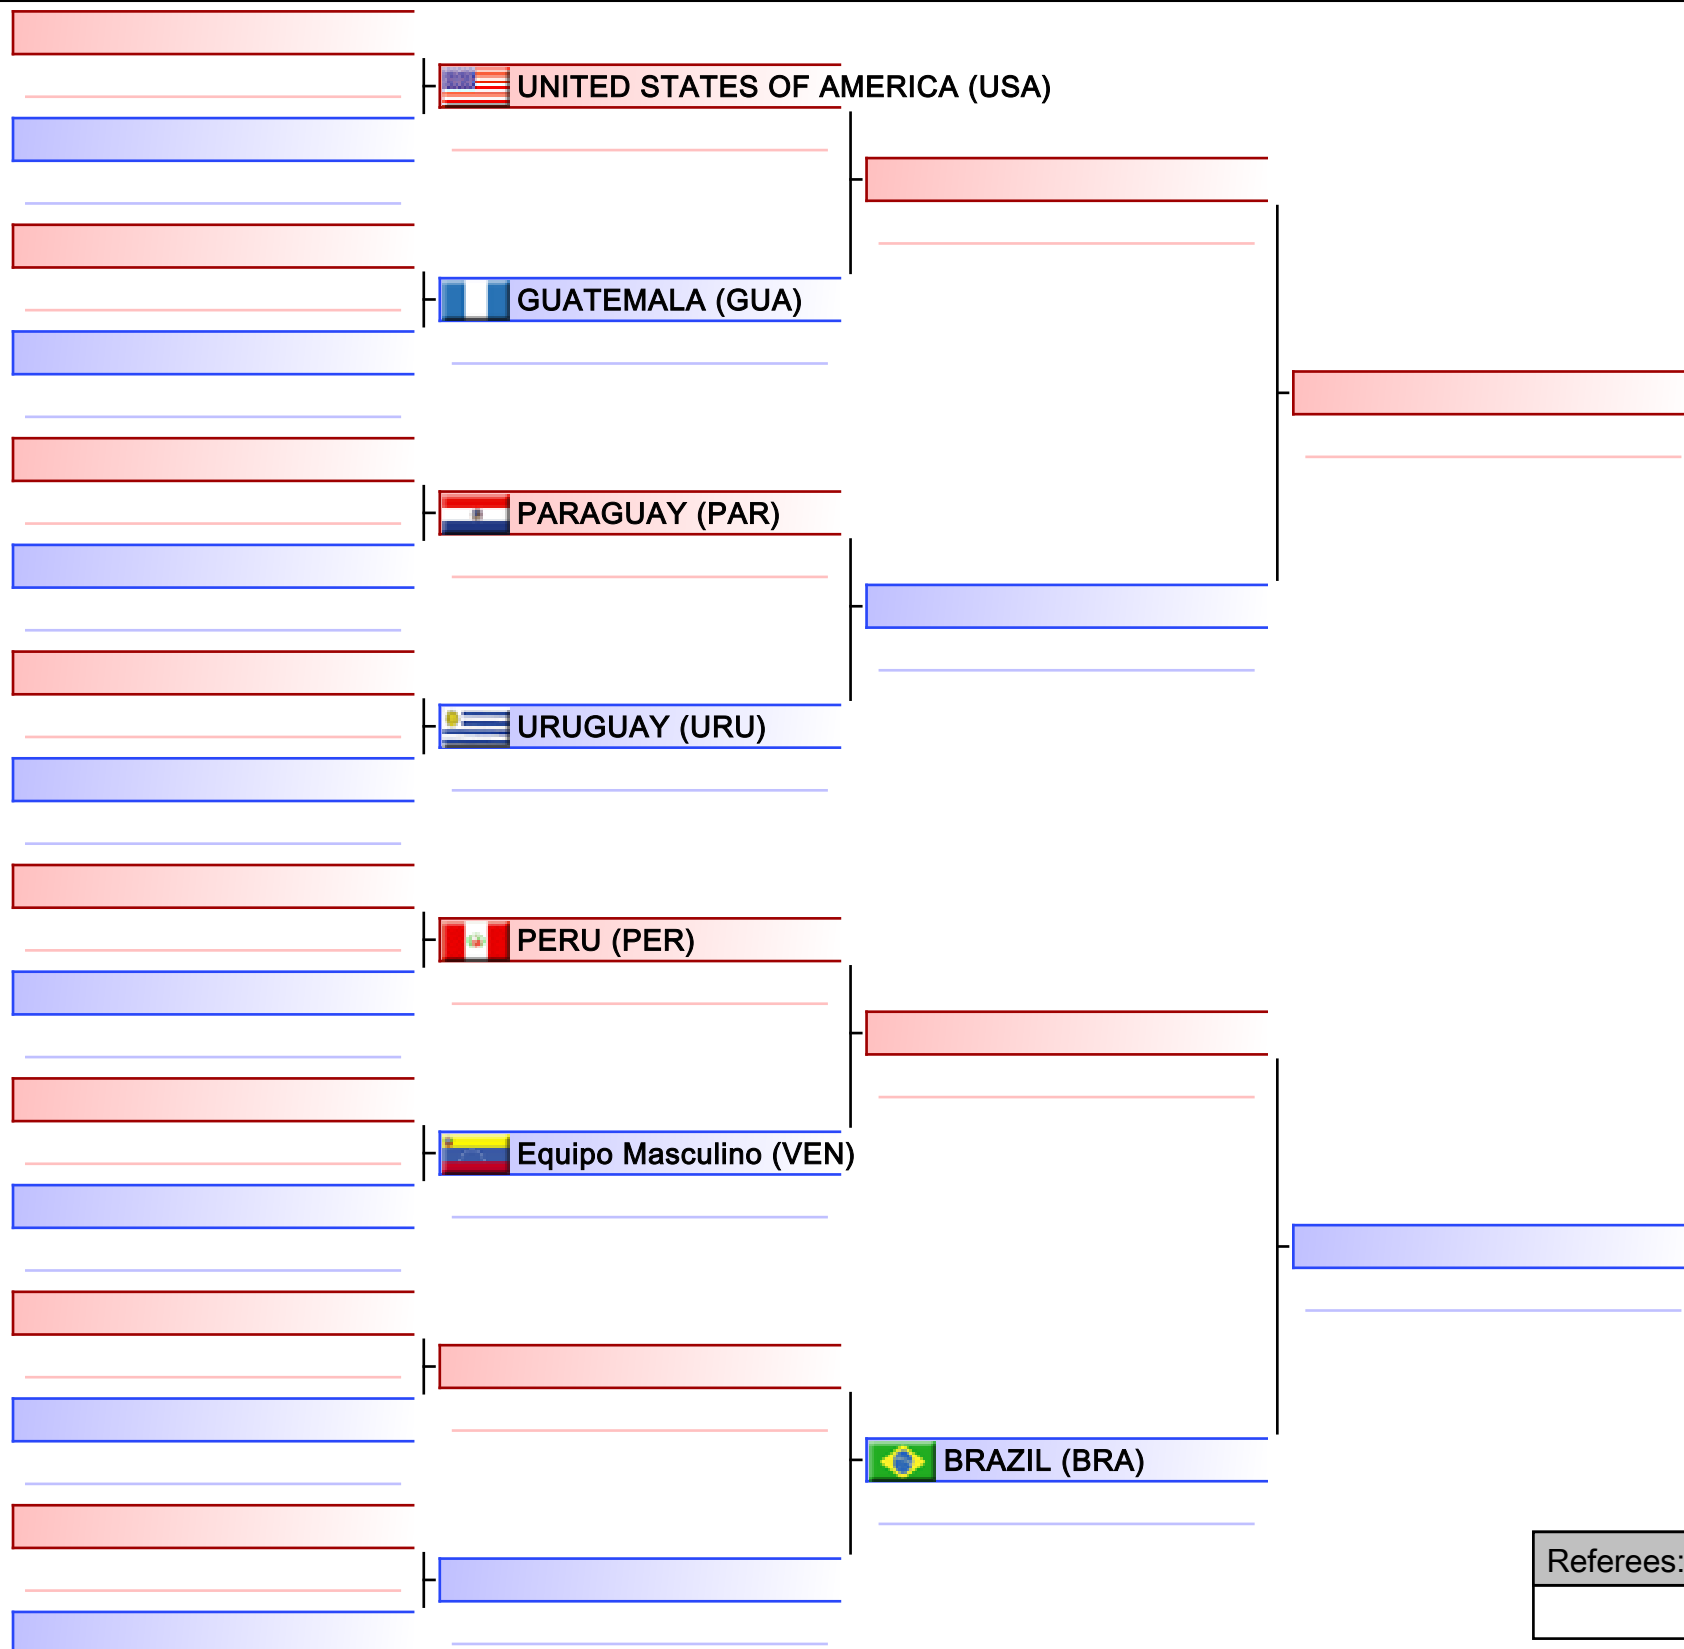 UNITED STATES OF AMERICA (USA)
GUATEMALA (GUA)
PARAGUAY (PAR)
URUGUAY (URU)
PERU (PER)
Equipo Masculino (VEN)
BRAZIL (BRA)
Referees: